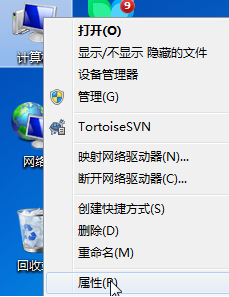 9
计算
打开(O)
显示/不显示 隐藏的文件
设备管理器
管理(G)
TortoiseSVN
网络
映射网络驱动器(N)...
断开网络驱动器(C)...
创建快捷方式(S)
删除(D)
重命名(M)
回收
属性(R)